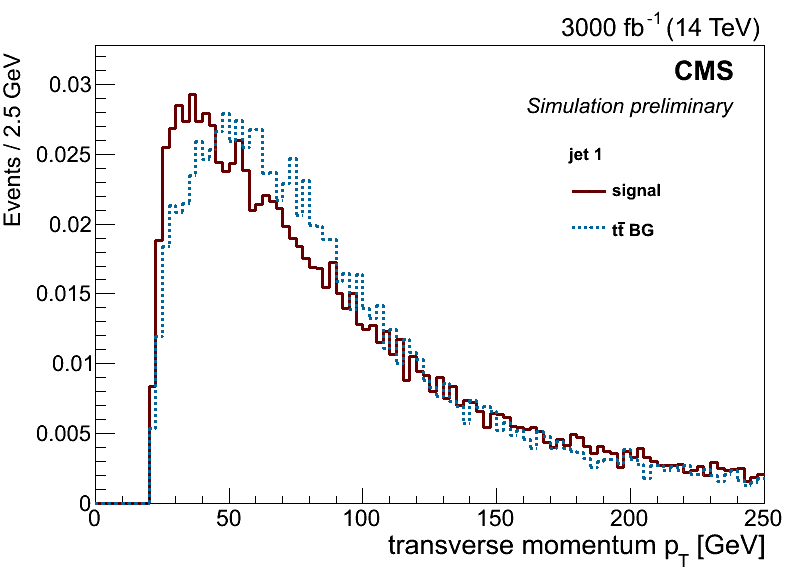 3000 fb⁻¹ (14 TeV)
CMS
Simulation preliminary
jet 1
signal
tt̄ BG
Events / 2.5 GeV
0.03
0.025
0.02
0.015
0.01
0.005
0
0 50 100 150 200 250
transverse momentum p_T [GeV]